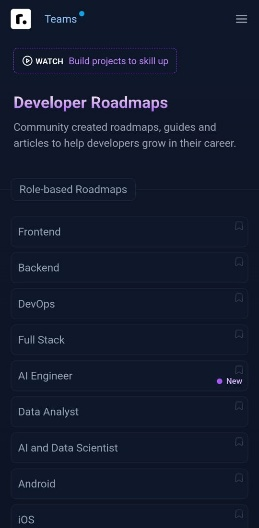 r.
Teams
WATCH Build projects to skill up
Developer Roadmaps
Community created roadmaps, guides and
articles to help developers grow in their career.
Role-based Roadmaps
Frontend
Backend
DevOps
Full Stack
AI Engineer
New
Data Analyst
AI and Data Scientist
Android
iOS